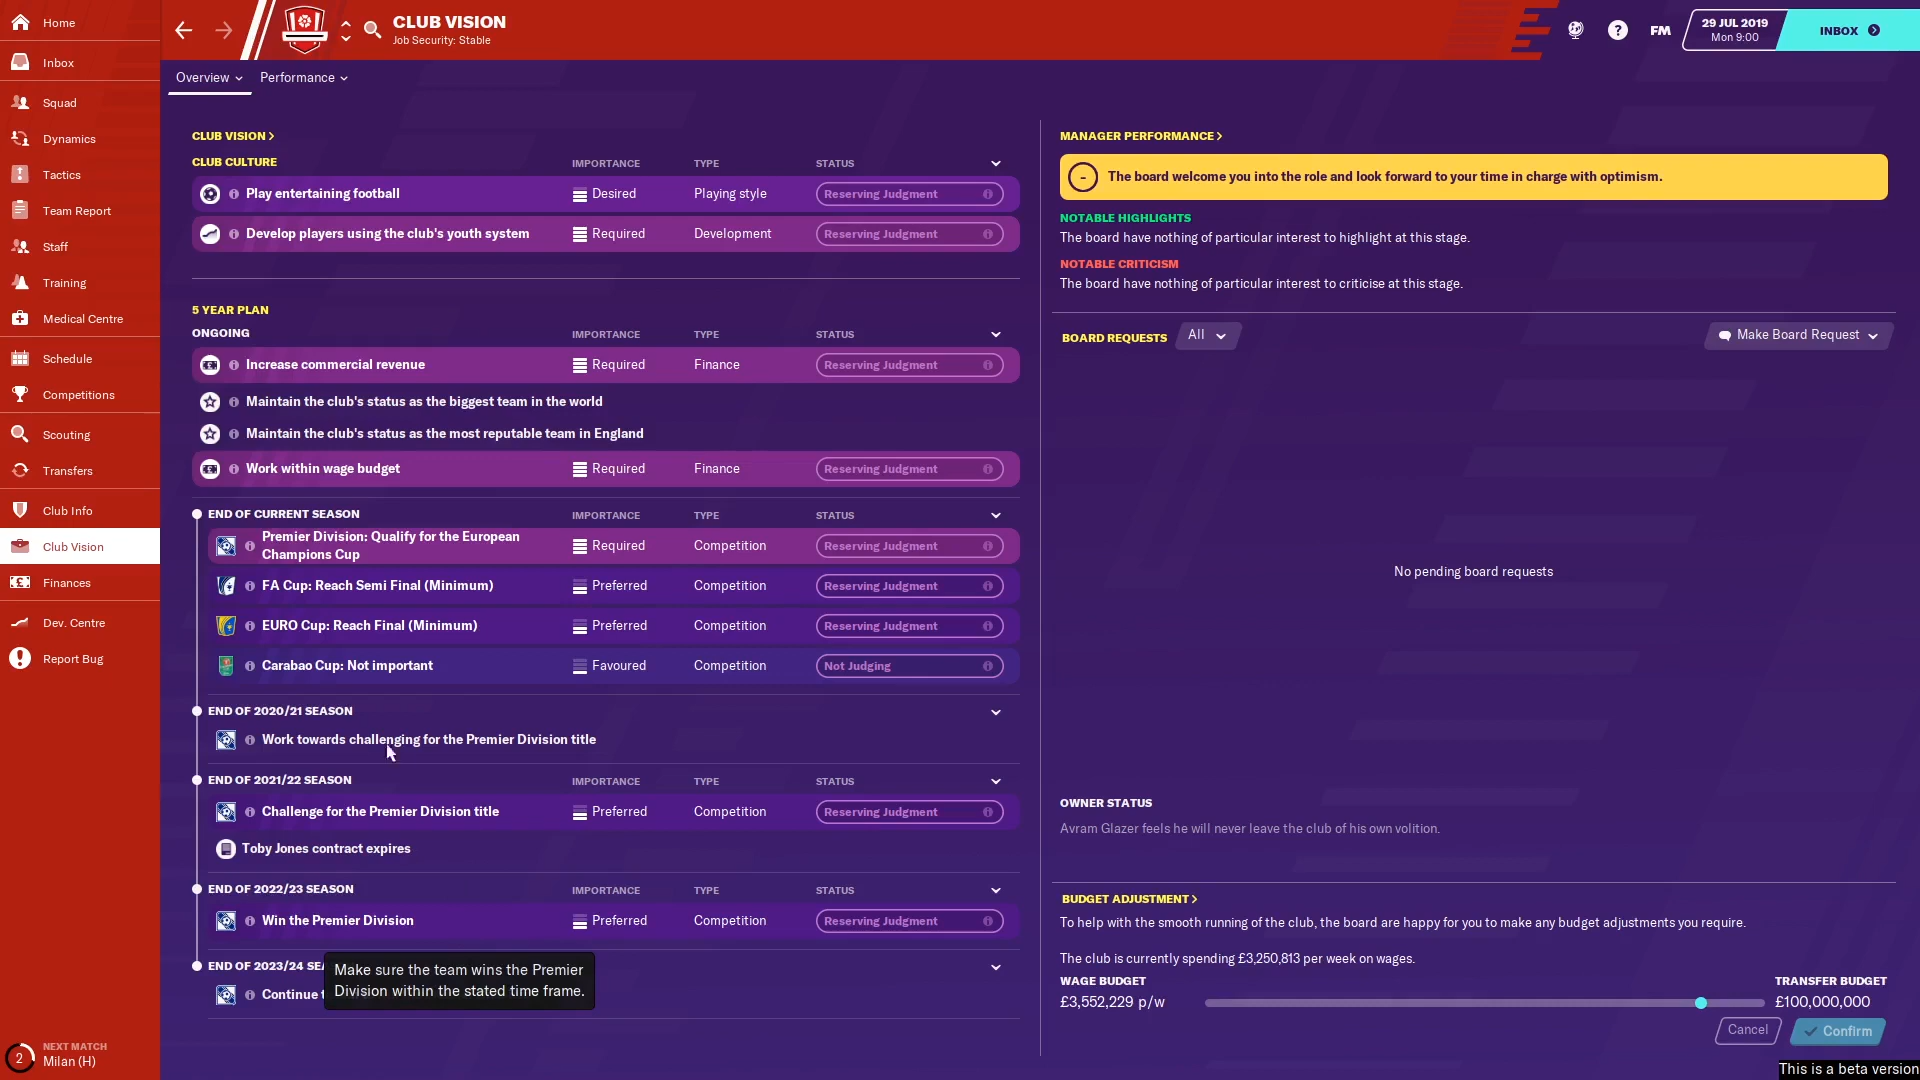 Home
Inbox
Squad
Dynamics
Tactics
Team Report
Staff
Training
Medical Centre
Schedule
Competitions
Scouting
Transfers
Club Info
Club Vision
Finances
Dev. Centre
Report Bug
2
NEXT MATCH
Milan (H)
CLUB VISION
Job Security: Stable
?
FM
29 JUL 2019
Mon 9:00
INBOX
Overview
Performance
CLUB VISION >
CLUB CULTURE IMPORTANCE TYPE STATUS
Play entertaining football Desired Playing style Reserving Judgment
Develop players using the club's youth system Required Development Reserving Judgment
5 YEAR PLAN
ONGOING IMPORTANCE TYPE STATUS
Increase commercial revenue Required Finance Reserving Judgment
Maintain the club's status as the biggest team in the world
Maintain the club's status as the most reputable team in England
Work within wage budget Required Finance Reserving Judgment
END OF CURRENT SEASON IMPORTANCE TYPE STATUS
Premier Division: Qualify for the European
Champions Cup Required Competition Reserving Judgment
FA Cup: Reach Semi Final (Minimum) Preferred Competition Reserving Judgment
EURO Cup: Reach Final (Minimum) Preferred Competition Reserving Judgment
Carabao Cup: Not important Favoured Competition Not Judging
END OF 2020/21 SEASON
Work towards challenging for the Premier Division title
END OF 2021/22 SEASON IMPORTANCE TYPE STATUS
Challenge for the Premier Division title Preferred Competition Reserving Judgment
Toby Jones contract expires
END OF 2022/23 SEASON IMPORTANCE TYPE STATUS
Win the Premier Division Preferred Competition Reserving Judgment
END OF 2023/24 SEA
Continue t
Make sure the team wins the Premier
Division within the stated time frame.
MANAGER PERFORMANCE >
- The board welcome you into the role and look forward to your time in charge with optimism.
NOTABLE HIGHLIGHTS
The board have nothing of particular interest to highlight at this stage.
NOTABLE CRITICISM
The board have nothing of particular interest to criticise at this stage.
BOARD REQUESTS All Make Board Request
No pending board requests
OWNER STATUS
Avram Glazer feels he will never leave the club of his own volition.
BUDGET ADJUSTMENT >
To help with the smooth running of the club, the board are happy for you to make any budget adjustments you require.
The club is currently spending £3,250,813 per week on wages.
WAGE BUDGET TRANSFER BUDGET
£3,552,229 p/w £100,000,000
Cancel Confirm
This is a beta version